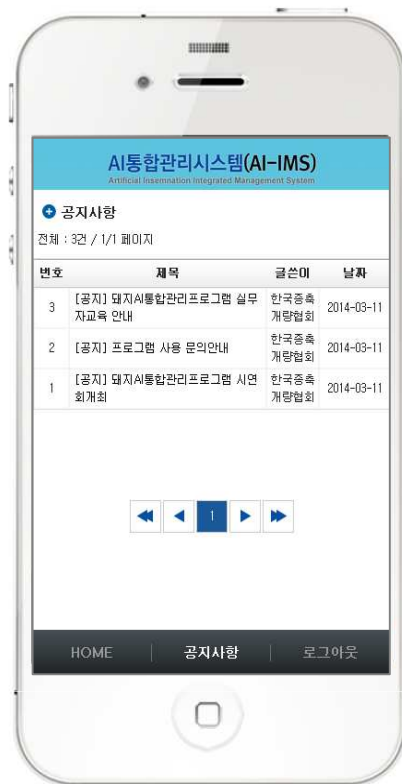 AI통합관리시스템(AI-IMS)
Artificial Insemnation Integrated Management System
공지사항
전체 : 3건 / 1/1 페이지
번호 제목 글쓴이 날짜
3 [공지] 돼지AI통합관리프로그램 실무 한국종축 2014-03-11
자교육 안내 개량협회
2 [공지] 프로그램 사용 문의안내 한국종축 2014-03-11
개량협회
1 [공지] 돼지AI통합관리프로그램 시연 한국종축 2014-03-11
회개최 개량협회
1
HOME 공지사항 로그아웃